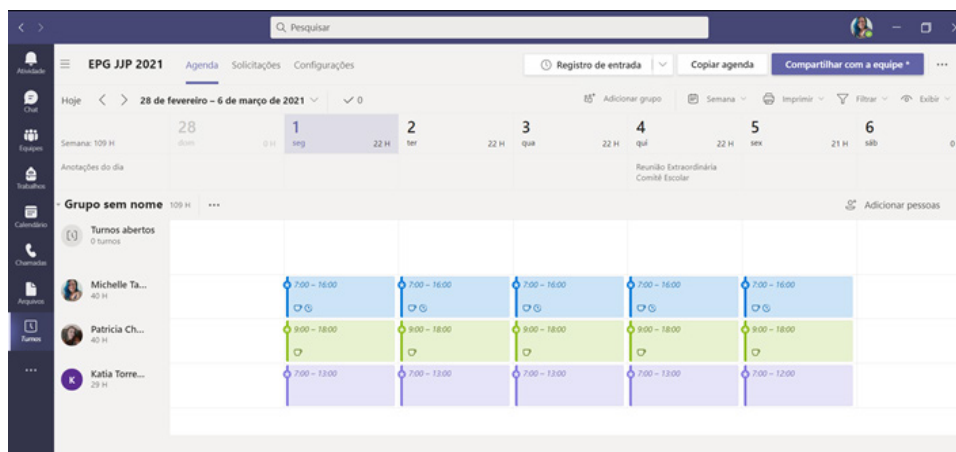 Pesquisar
Atividade
Chat
Equipes
Trabalhos
Calendário
Chamadas
Arquivos
Turnos
EPG JJP 2021
Agenda Solicitações Configurações
Registro de entrada
Copiar agenda
Compartilhar com a equipe *
Hoje
28 de fevereiro – 6 de março de 2021
0
Adicionar grupo
Semana
Imprimir
Filtrar
Exibir
28 1 2 3 4 5 6
Semana: 109 H dom 0 H seg 22 H ter 22 H qua 22 H qui 22 H sex 21 H sáb 0
Anotações do dia
Reunião Extraordinária
Comitê Escolar
Grupo sem nome 109 H
Adicionar pessoas
Turnos abertos
0 turnos
Michelle Ta...
40 H
7:00 – 16:00 7:00 – 16:00 7:00 – 16:00 7:00 – 16:00 7:00 – 16:00
Patricia Ch...
40 H
9:00 – 18:00 9:00 – 18:00 9:00 – 18:00 9:00 – 18:00 9:00 – 18:00
K
Katia Torre...
29 H
7:00 – 13:00 7:00 – 13:00 7:00 – 13:00 7:00 – 13:00 7:00 – 12:00